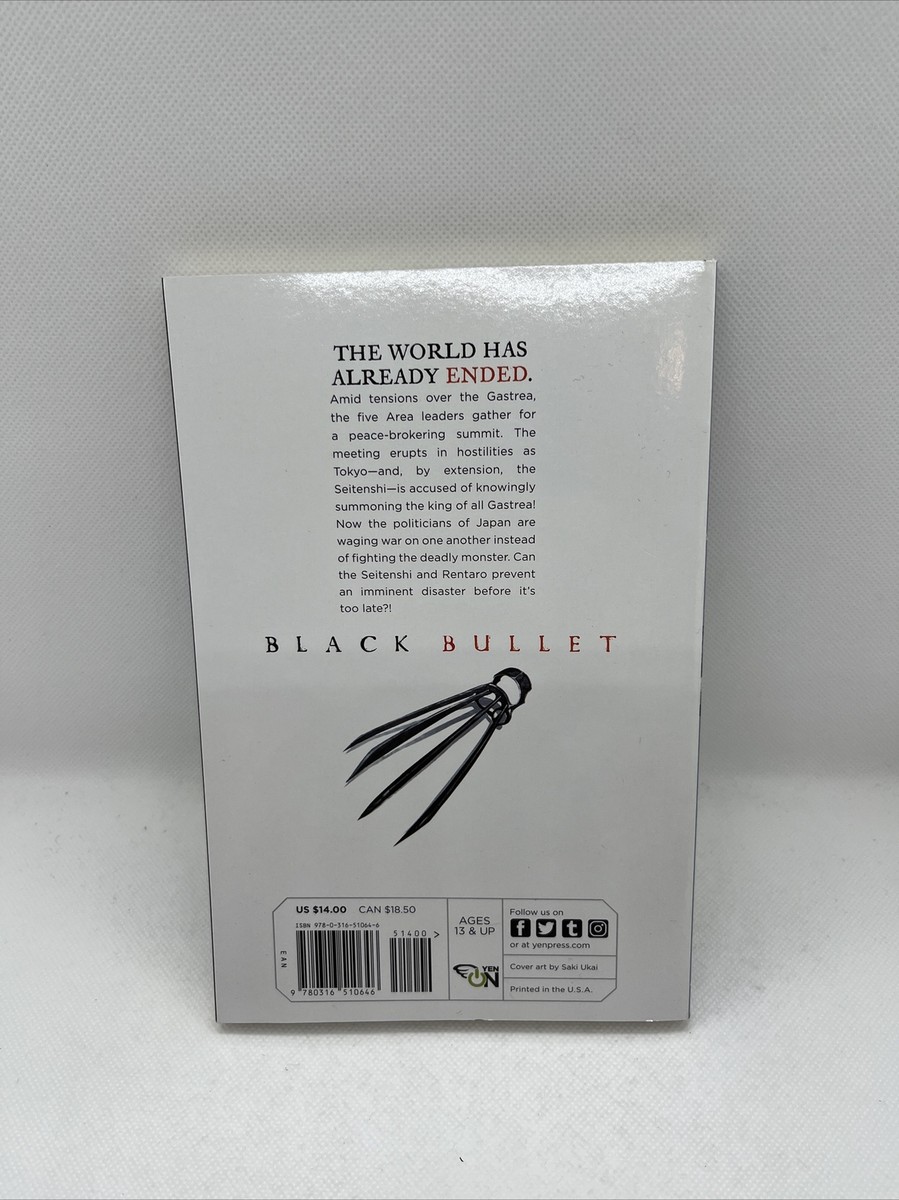 THE WORLD HAS
ALREADY ENDED.
Amid tensions over the Gastrea,
the five Area leaders gather for
a peace-brokering summit. The
meeting erupts in hostilities as
Tokyo—and, by extension, the
Seitenshi—is accused of knowingly
summoning the king of all Gastrea!
Now the politicians of Japan are
waging war on one another instead
of fighting the deadly monster. Can
the Seitenshi and Rentaro prevent
an imminent disaster before it's
too late?!
BLACK BULLET
US $14.00 CAN $18.50
ISBN 978-0-316-51064-6
51400 >
EAN
9 780316 510646
AGES
13 & UP
YEN
ON
Follow us on
or at yenpress.com
Cover art by Saki Ukai
Printed in the U.S.A.